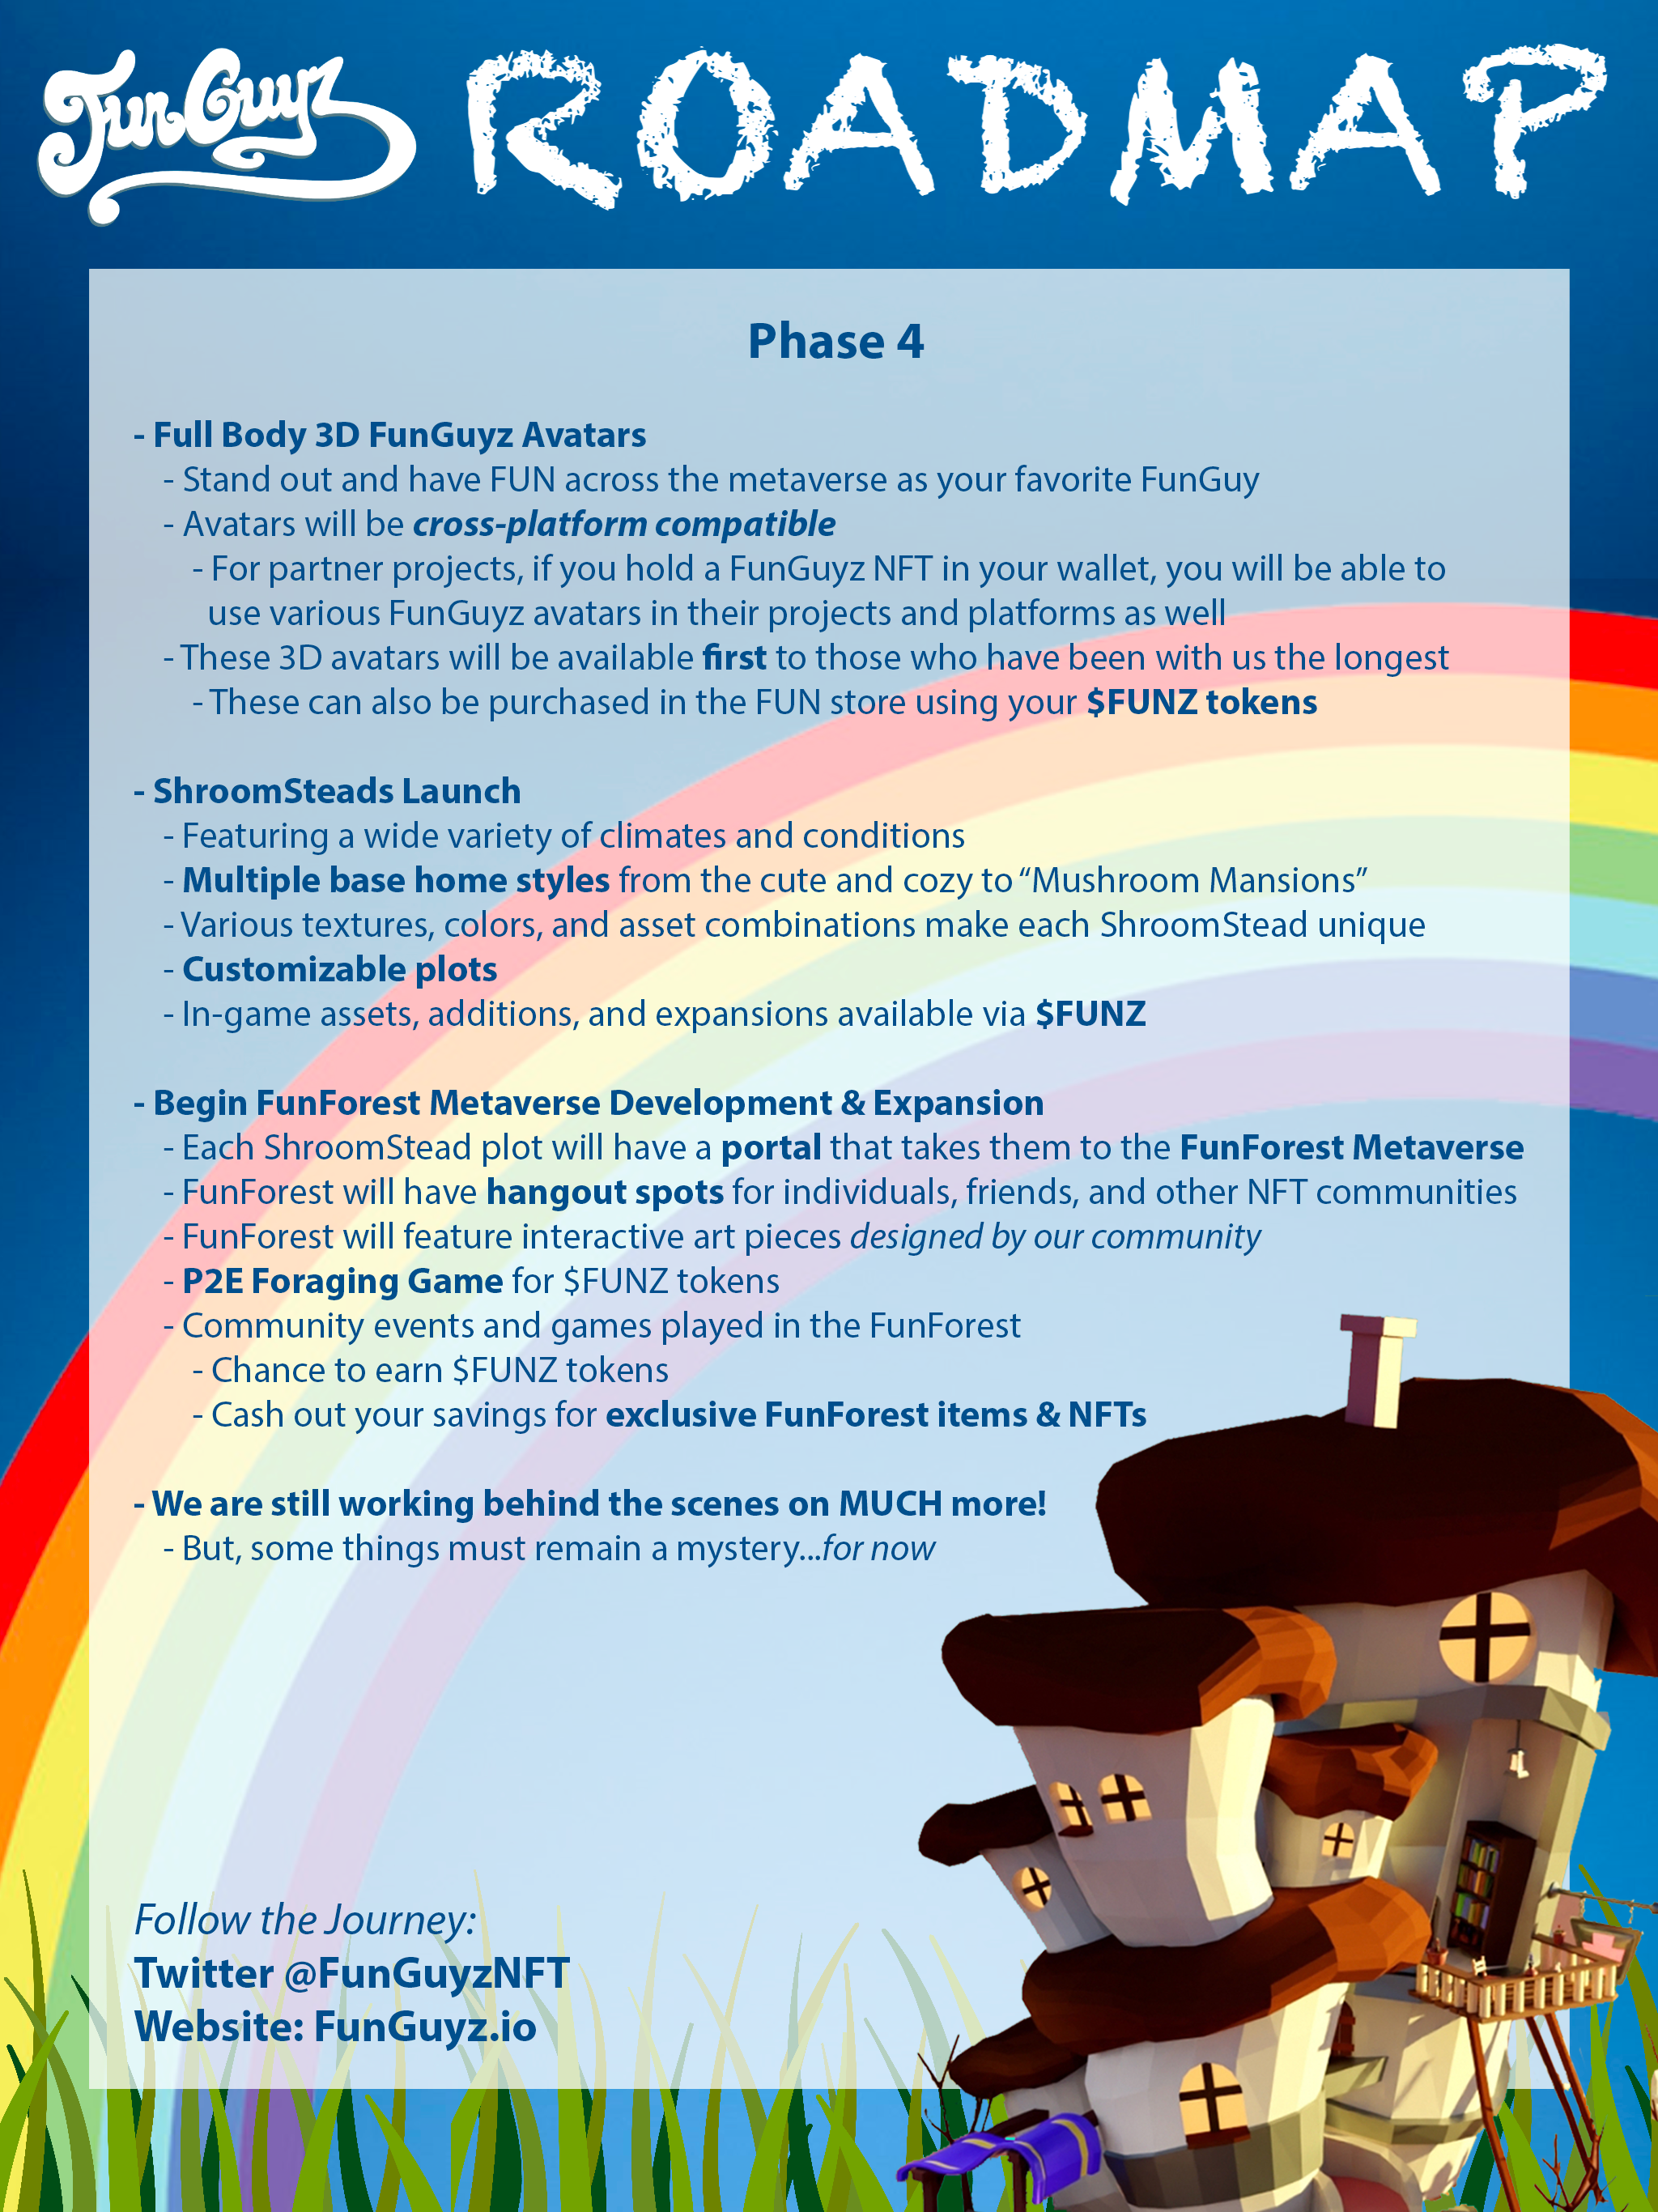 FunGuyz ROADMAP
Phase 4
- Full Body 3D FunGuyz Avatars
- Stand out and have FUN across the metaverse as your favorite FunGuy
- Avatars will be cross-platform compatible
- For partner projects, if you hold a FunGuyz NFT in your wallet, you will be able to
use various FunGuyz avatars in their projects and platforms as well
- These 3D avatars will be available first to those who have been with us the longest
- These can also be purchased in the FUN store using your $FUNZ tokens
- ShroomSteads Launch
- Featuring a wide variety of climates and conditions
- Multiple base home styles from the cute and cozy to “Mushroom Mansions”
- Various textures, colors, and asset combinations make each ShroomStead unique
- Customizable plots
- In-game assets, additions, and expansions available via $FUNZ
- Begin FunForest Metaverse Development & Expansion
- Each ShroomStead plot will have a portal that takes them to the FunForest Metaverse
- FunForest will have hangout spots for individuals, friends, and other NFT communities
- FunForest will feature interactive art pieces designed by our community
- P2E Foraging Game for $FUNZ tokens
- Community events and games played in the FunForest
- Chance to earn $FUNZ tokens
- Cash out your savings for exclusive FunForest items & NFTs
- We are still working behind the scenes on MUCH more!
- But, some things must remain a mystery...for now
Follow the Journey:
Twitter @FunGuyzNFT
Website: FunGuyz.io